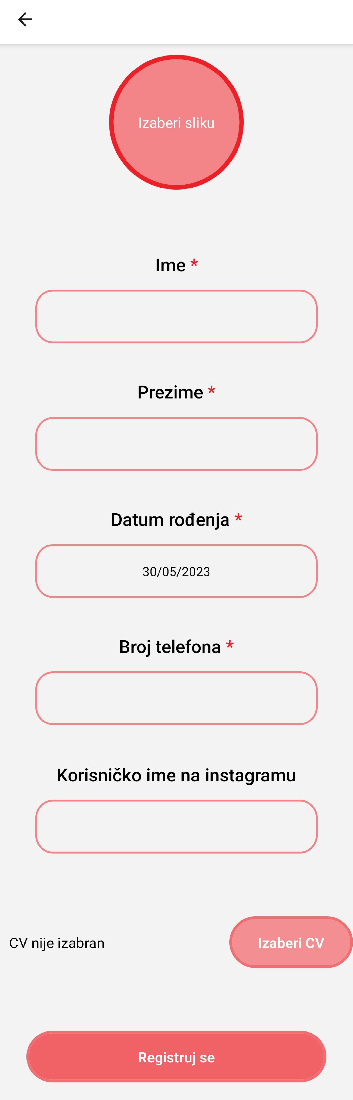 Izaberi sliku
Ime *
Prezime *
Datum rođenja *
30/05/2023
Broj telefona *
Korisničko ime na instagramu
CV nije izabran
Izaberi CV
Registruj se